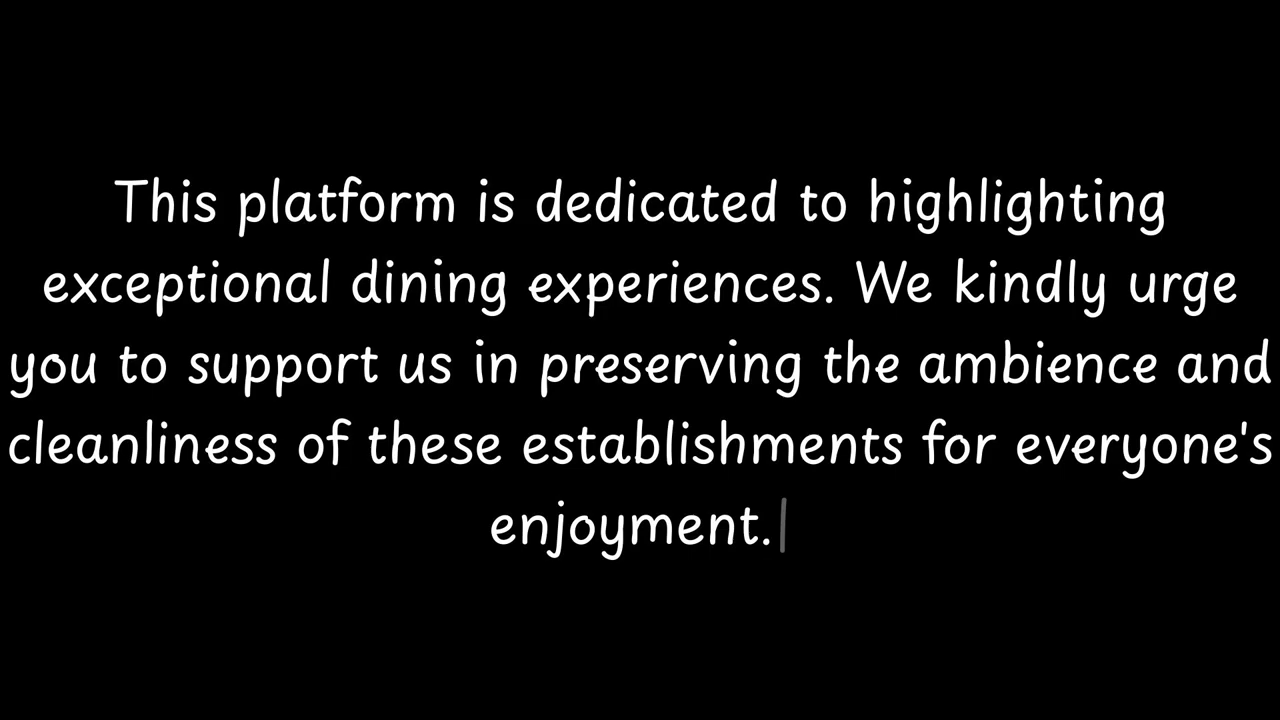 This platform is dedicated to highlighting
exceptional dining experiences. We kindly urge
you to support us in preserving the ambience and
cleanliness of these establishments for everyone's
enjoyment.